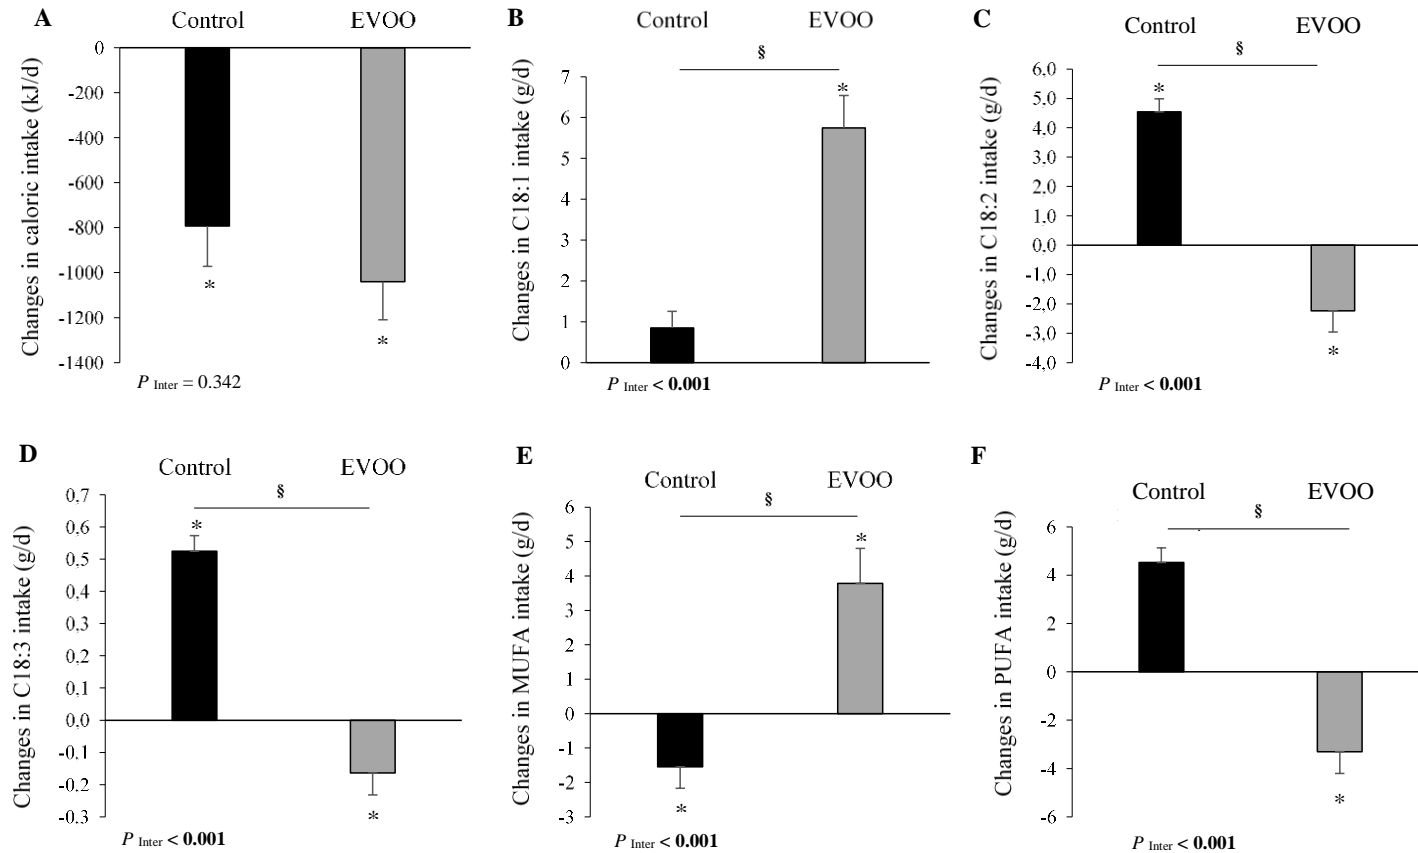 A
Control EVOO
Changes in caloric intake (kJ/d)
0
-200
-400
-600
-800
-1000
-1200
-1400
*
*
P Inter = 0.342
B
Control EVOO
§
Changes in C18:1 intake (g/d)
7
6
5
4
3
2
1
0
*
P Inter < 0.001
C
Control EVOO
§
Changes in C18:2 intake (g/d)
6,0
5,0
4,0
3,0
2,0
1,0
0,0
-1,0
-2,0
-3,0
-4,0
*
*
P Inter < 0.001
D
Control EVOO
§
Changes in C18:3 intake (g/d)
0,7
0,6
0,5
0,4
0,3
0,2
0,1
0,0
-0,1
-0,2
-0,3
*
*
P Inter < 0.001
E
Control EVOO
§
Changes in MUFA intake (g/d)
6
5
4
3
2
1
0
-1
-2
-3
*
*
P Inter < 0.001
F
Control EVOO
§
Changes in PUFA intake (g/d)
6
4
2
0
-2
-4
-6
*
P Inter < 0.001